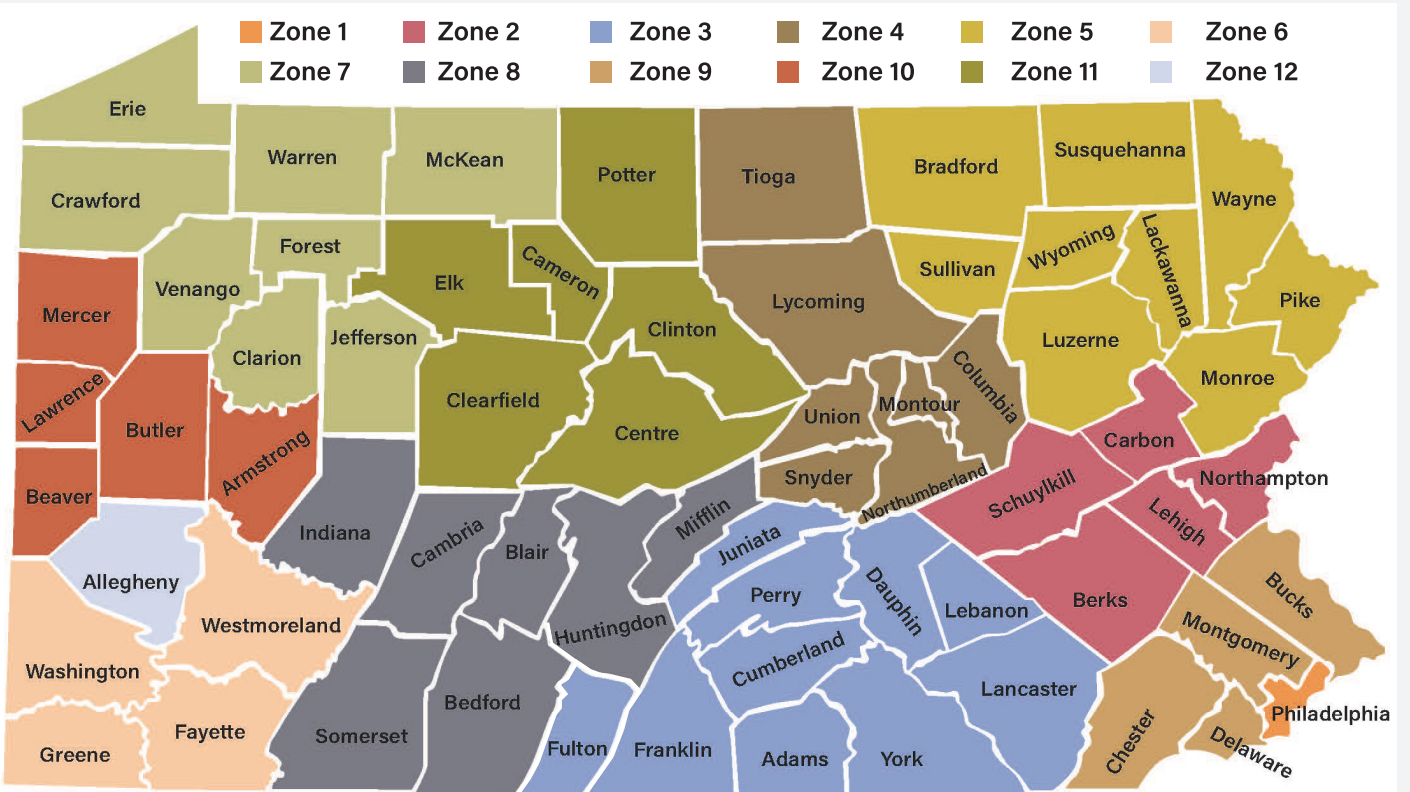 Zone 1
Zone 2
Zone 3
Zone 4
Zone 5
Zone 6
Zone 7
Zone 8
Zone 9
Zone 10
Zone 11
Zone 12
Erie
Warren
McKean
Potter
Tioga
Bradford
Susquehanna
Wayne
Crawford
Forest
Venango
Elk
Cameron
Sullivan
Wyoming
Lackawanna
Pike
Mercer
Clarion
Jefferson
Clinton
Lycoming
Luzerne
Monroe
Lawrence
Butler
Armstrong
Clearfield
Centre
Union
Montour
Columbia
Carbon
Beaver
Snyder
Northumberland
Schuylkill
Northampton
Lehigh
Indiana
Cambria
Blair
Mifflin
Juniata
Allegheny
Perry
Dauphin
Lebanon
Berks
Bucks
Westmoreland
Huntingdon
Cumberland
Montgomery
Washington
Bedford
Lancaster
Philadelphia
Greene
Fayette
Somerset
Fulton
Franklin
Adams
York
Chester
Delaware